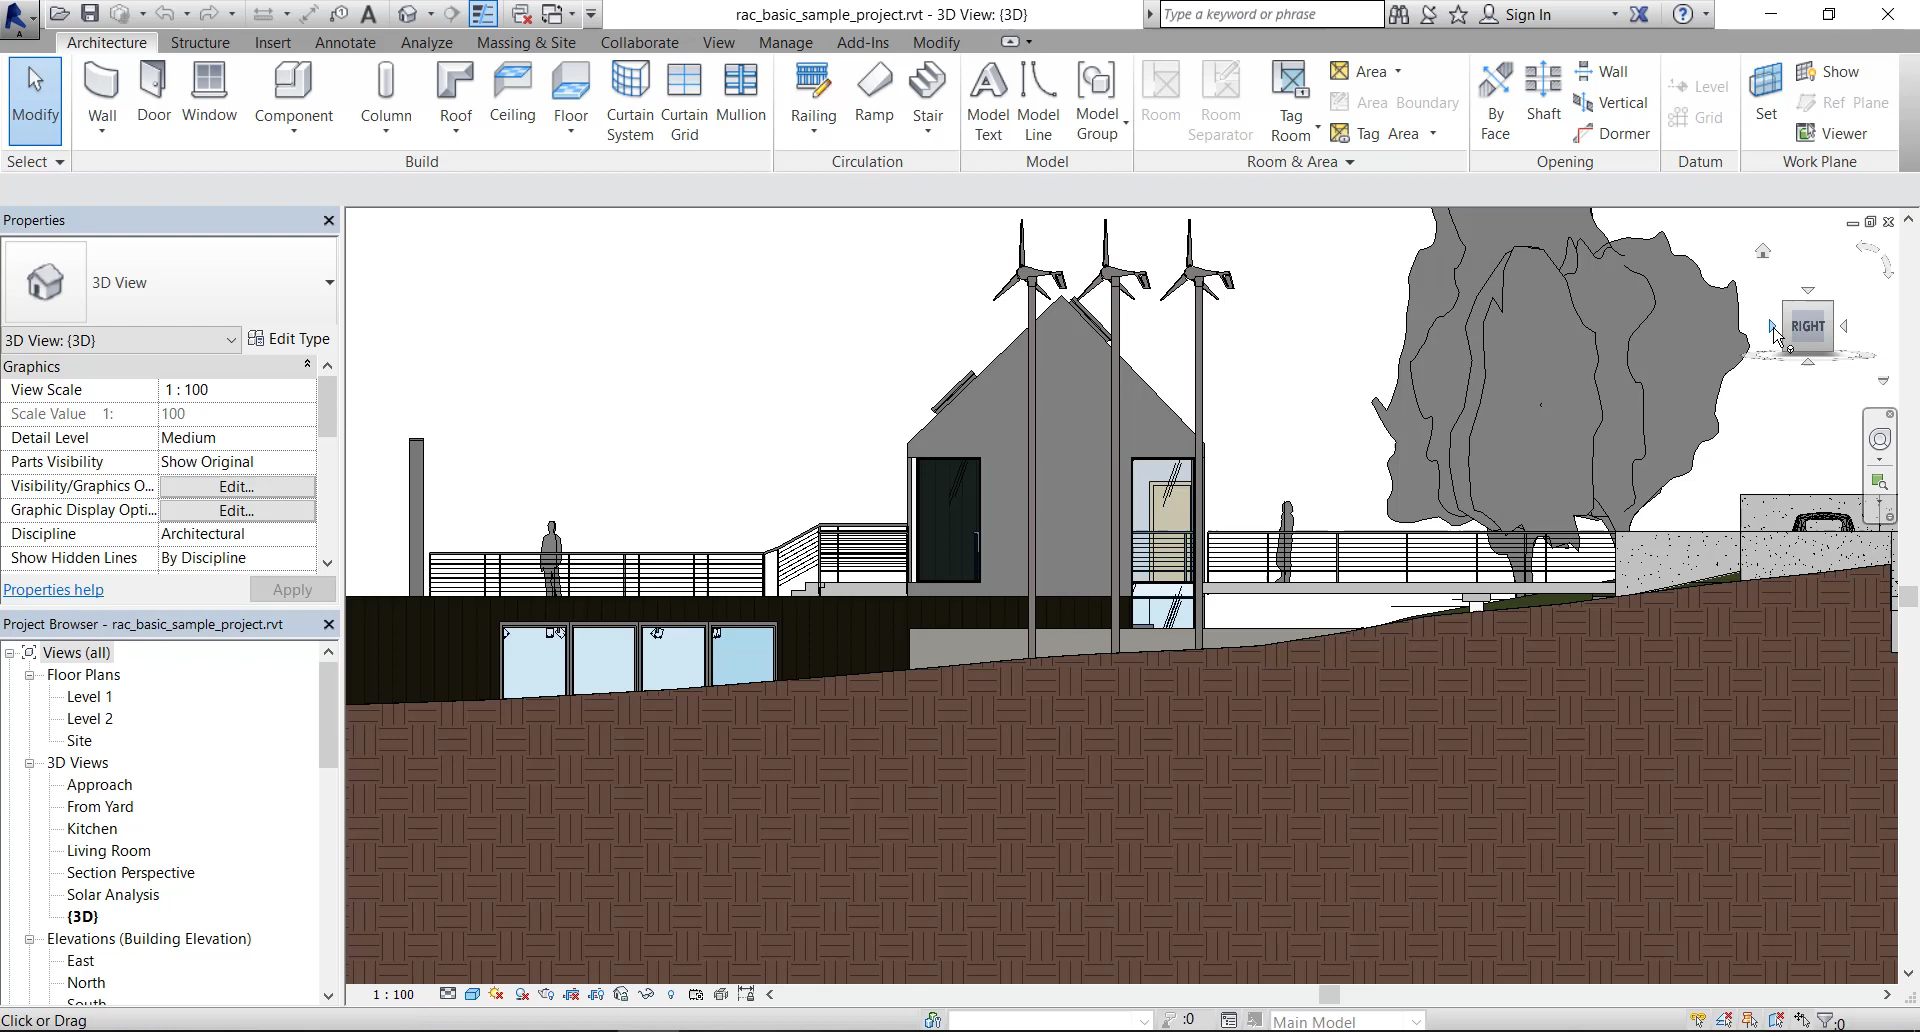 rac_basic_sample_project.rvt - 3D View: {3D}
Type a keyword or phrase
Sign In
Architecture Structure Insert Annotate Analyze Massing & Site Collaborate View Manage Add-Ins Modify
Modify
Wall
Door
Window
Component
Column
Roof
Ceiling
Floor
Curtain System
Curtain Grid
Mullion
Railing
Ramp
Stair
Model Text
Model Line
Model Group
Room
Room Separator
Tag Room
Area
Area Boundary
Tag Area
By Face
Shaft
Wall
Vertical
Dormer
Level
Grid
Set
Show
Ref Plane
Viewer
Select
Build
Circulation
Model
Room & Area
Opening
Datum
Work Plane
Properties
3D View
3D View: {3D}
Edit Type
Graphics
View Scale 1 : 100
Scale Value 1: 100
Detail Level Medium
Parts Visibility Show Original
Visibility/Graphics O... Edit...
Graphic Display Opti... Edit...
Discipline Architectural
Show Hidden Lines By Discipline
Properties help
Apply
Project Browser - rac_basic_sample_project.rvt
Views (all)
Floor Plans
Level 1
Level 2
Site
3D Views
Approach
From Yard
Kitchen
Living Room
Section Perspective
Solar Analysis
{3D}
Elevations (Building Elevation)
East
North
South
RIGHT
1 : 100
Click or Drag
:0
Main Model
:0